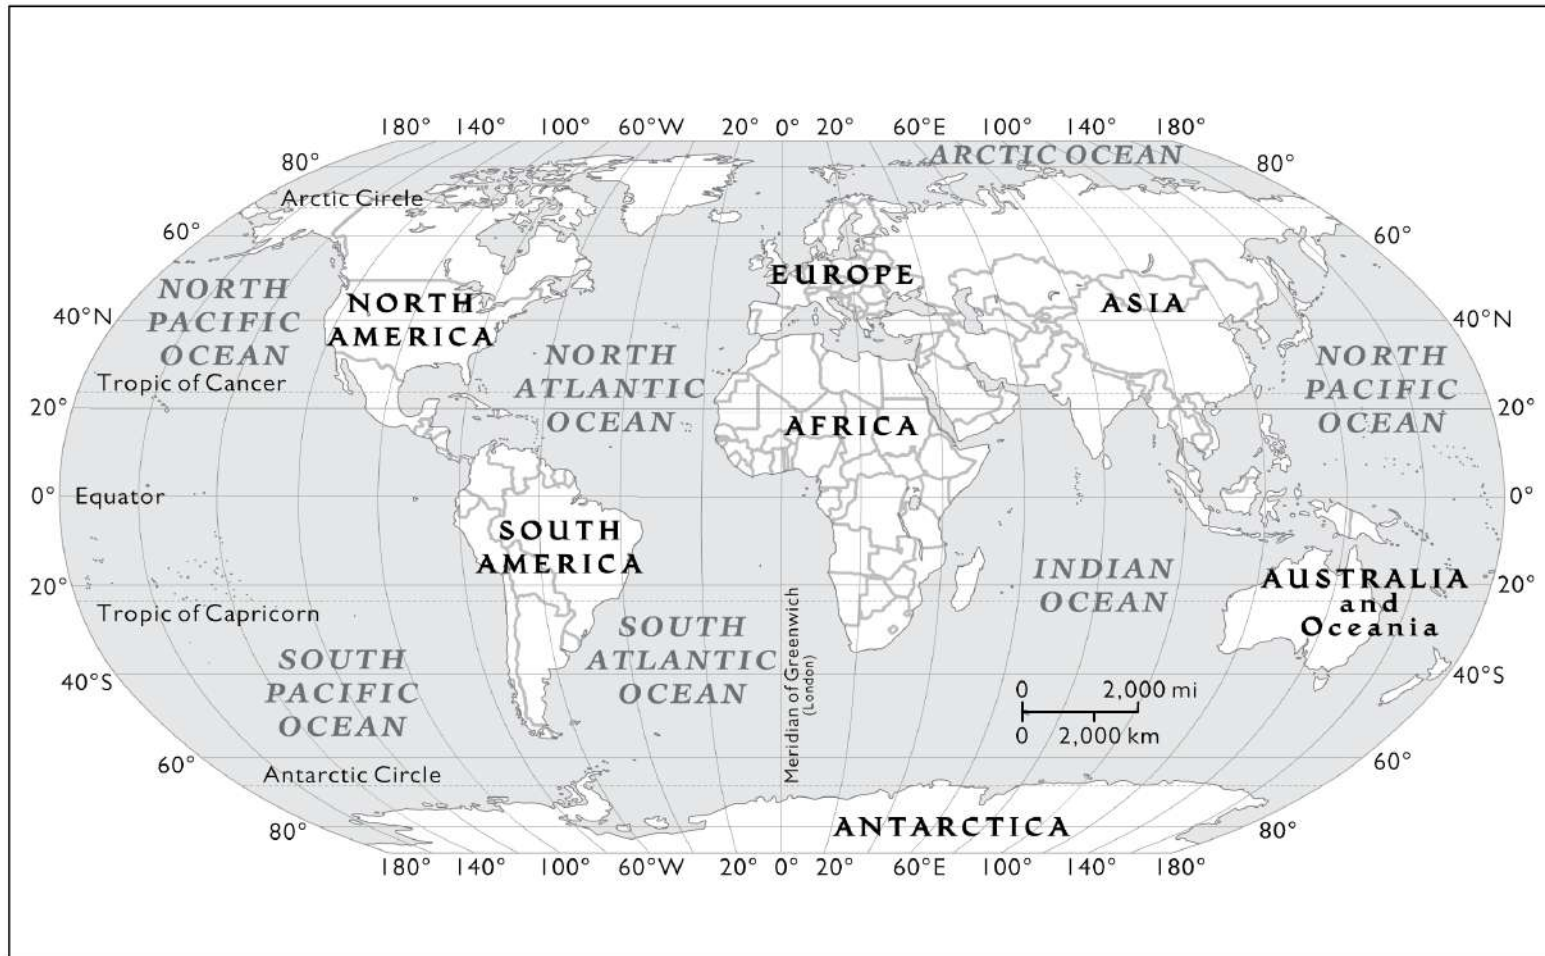 180° 140° 100° 60°W 20° 0° 20° 60°E 100° 140° 180°
ARCTIC OCEAN
80° 80°
Arctic Circle
60° 60°
EUROPE
NORTH
PACIFIC
OCEAN
NORTH
AMERICA
ASIA
40°N 40°N
NORTH
ATLANTIC
OCEAN
NORTH
PACIFIC
OCEAN
Tropic of Cancer
20° 20°
AFRICA
0° Equator 0°
SOUTH
AMERICA
INDIAN
OCEAN
AUSTRALIA
and
Oceania
20° 20°
Tropic of Capricorn
SOUTH
ATLANTIC
OCEAN
SOUTH
PACIFIC
OCEAN
Meridian of Greenwich
(London)
40°S 40°S
0 2,000 mi
0 2,000 km
60° 60°
Antarctic Circle
ANTARCTICA
80° 80°
180° 140° 100° 60°W 20° 0° 20° 60°E 100° 140° 180°